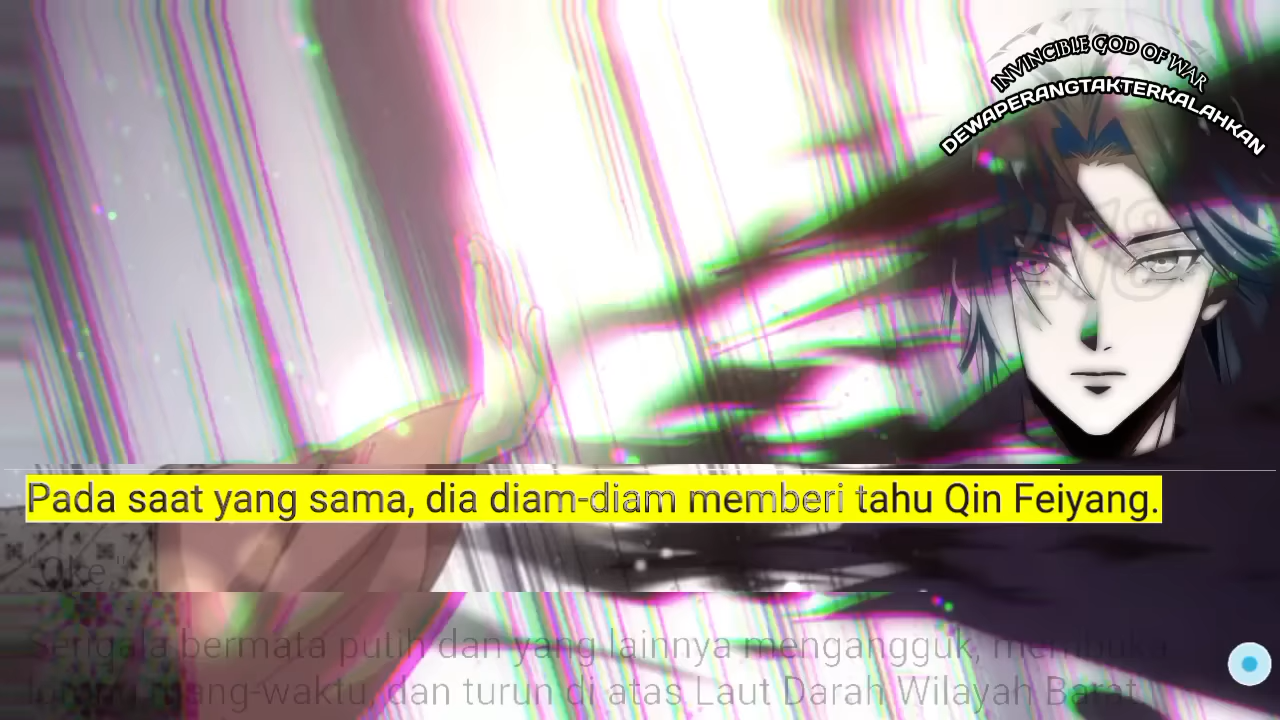 INVINCIBLE GOD OF WAR
DEWAPERANGTAKTERKALAHKAN
Pada saat yang sama, dia diam-diam memberi tahu Qin Feiyang.
"Oke,"
Serigala bermata putih dan yang lainnya mengangguk, membuka
lorong ruang-waktu, dan turun di atas Laut Darah Wilayah Barat.